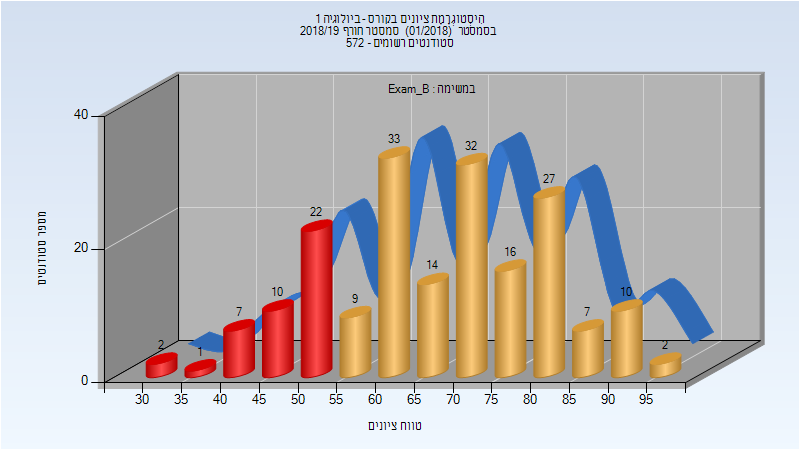 היסטוגרמת ציונים בקורס - ביולוגיה 1
בסמסטר (01/2018) סמסטר חורף 2018/19
סטודנטים רשומים - 572
במשימה : Exam_B
מספר סטודנטים
40
20
0
2
1
7
10
22
9
33
14
32
16
27
7
10
2
30 35 40 45 50 55 60 65 70 75 80 85 90 95
טווח ציונים